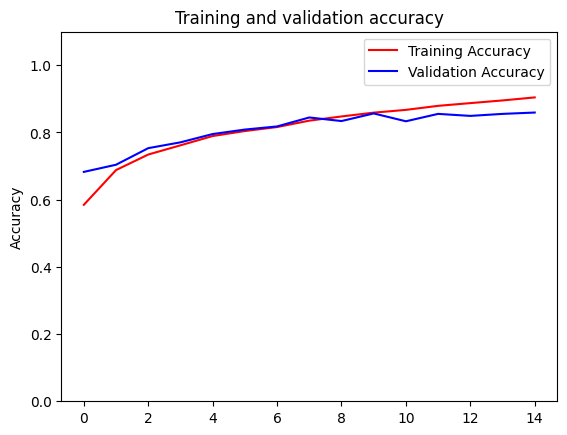 Training and validation accuracy
Training Accuracy
Validation Accuracy
Accuracy
1.0
0.8
0.6
0.4
0.2
0.0
0 2 4 6 8 10 12 14